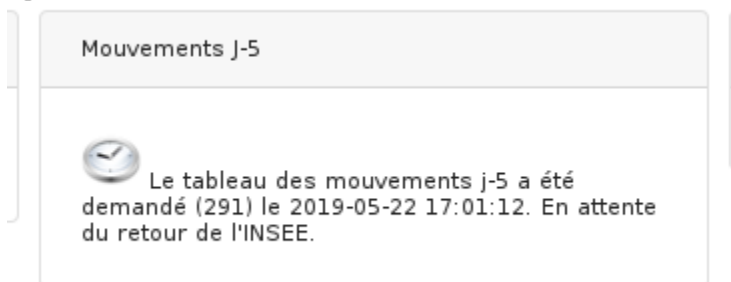 Mouvements J-5
Le tableau des mouvements j-5 a été
demandé (291) le 2019-05-22 17:01:12. En attente
du retour de l'INSEE.